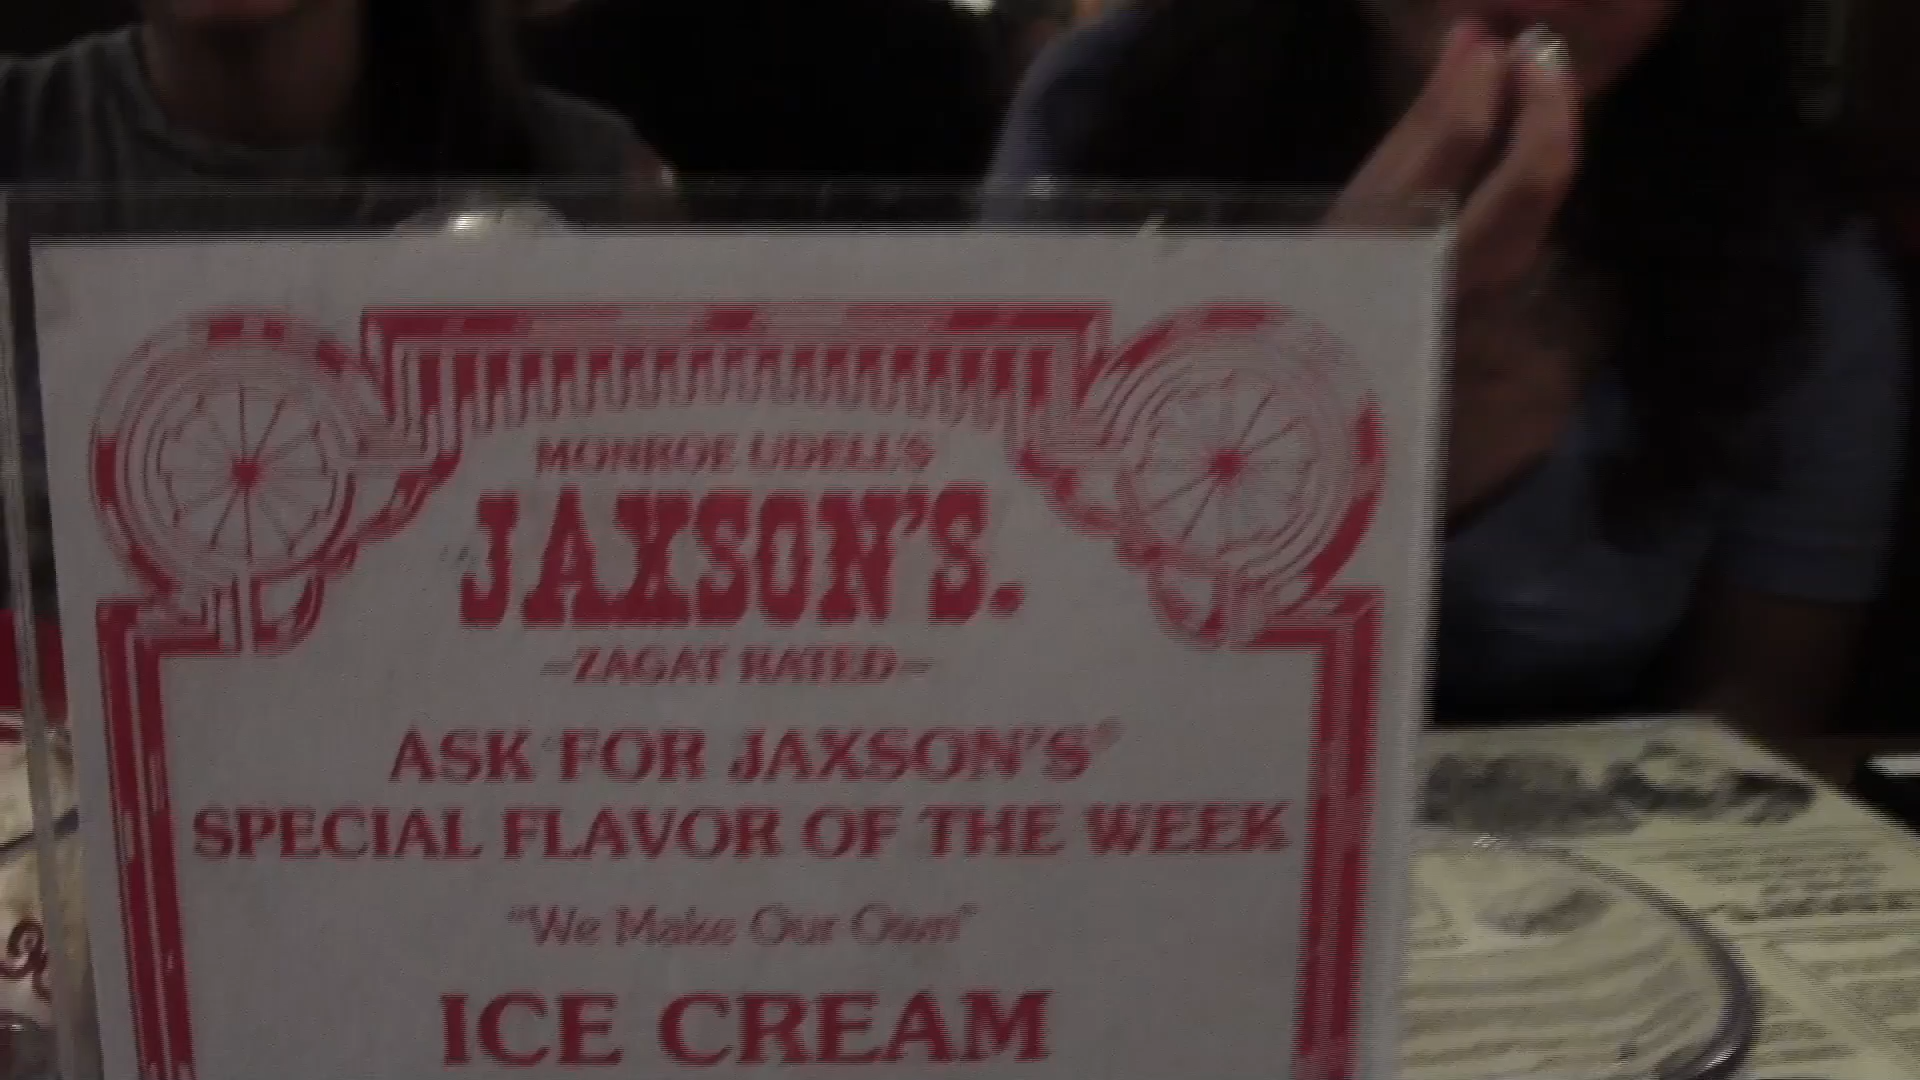 MONROE UDELL'S
JAXSON'S.
-ZAGAT RATED-
ASK FOR JAXSON'S®
SPECIAL FLAVOR OF THE WEEK
"We Make Our Own"
ICE CREAM